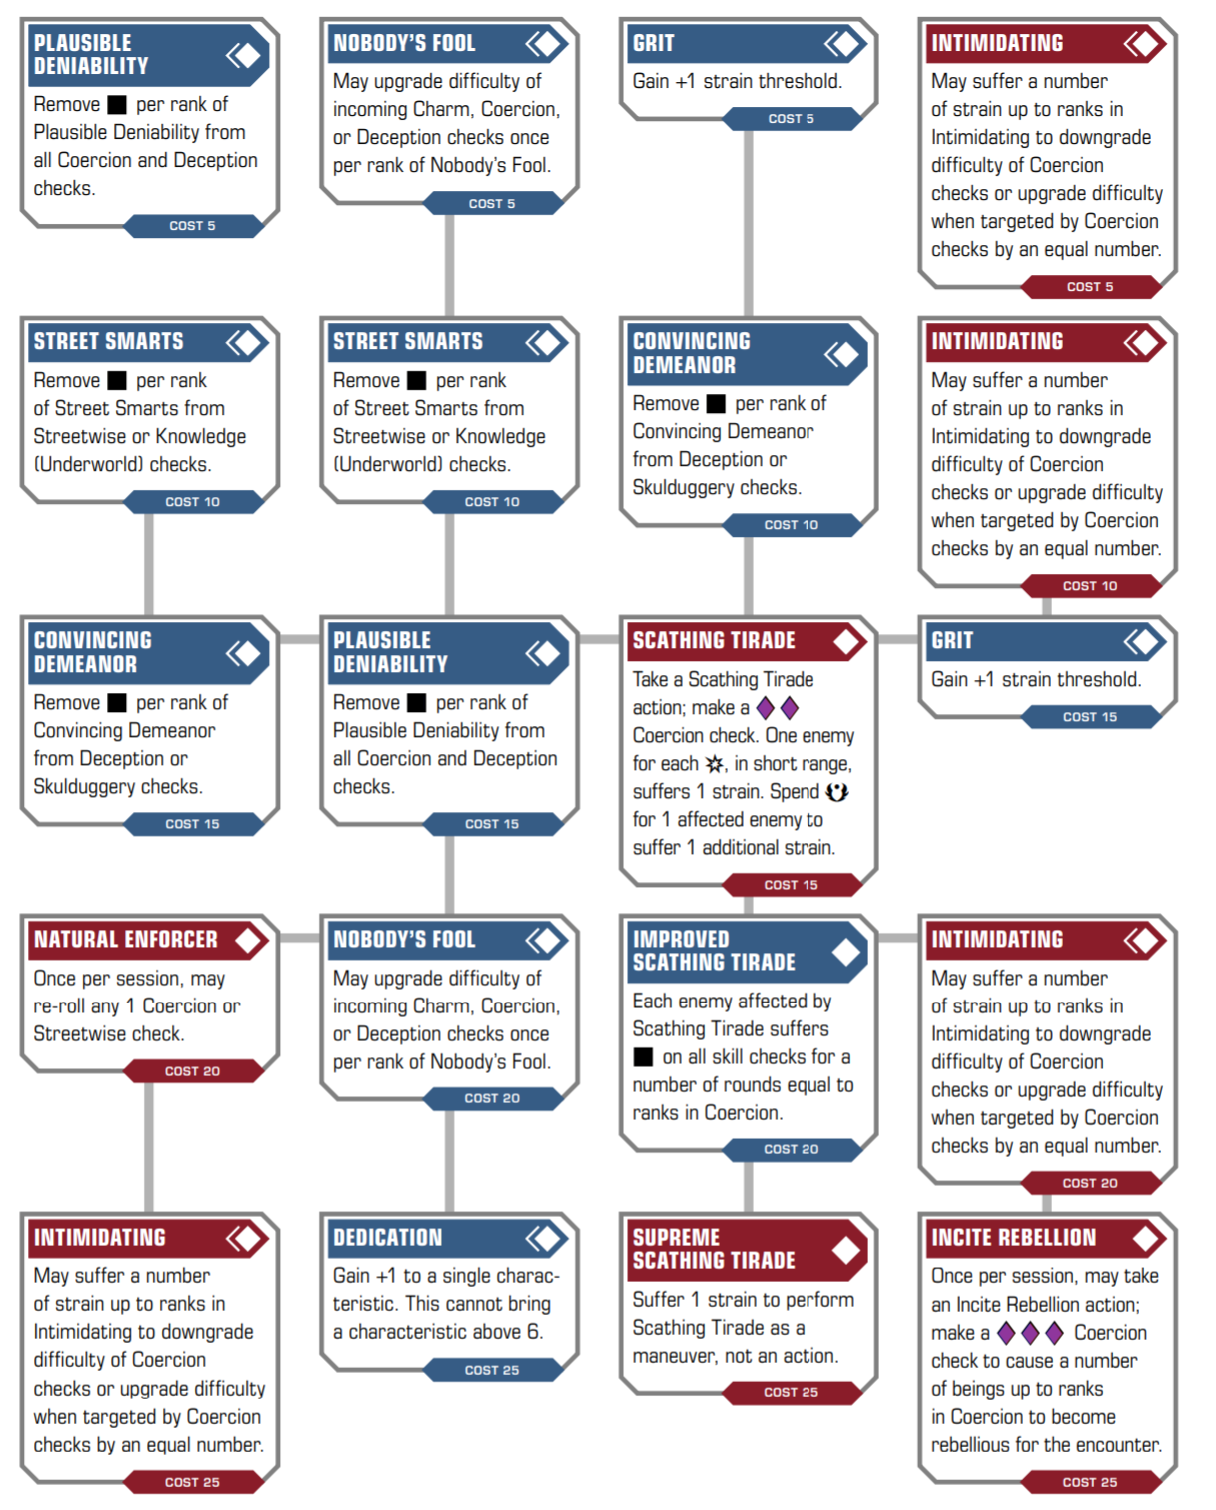 PLAUSIBLE
DENIABILITY
Remove per rank of
Plausible Deniability from
all Coercion and Deception
checks.
COST 5
NOBODY'S FOOL
May upgrade difficulty of
incoming Charm, Coercion,
or Deception checks once
per rank of Nobody's Fool.
COST 5
GRIT
Gain +1 strain threshold.
COST 5
INTIMIDATING
May suffer a number
of strain up to ranks in
Intimidating to downgrade
difficulty of Coercion
checks or upgrade difficulty
when targeted by Coercion
checks by an equal number.
COST 5
STREET SMARTS
Remove per rank
of Street Smarts from
Streetwise or Knowledge
(Underworld) checks.
COST 10
STREET SMARTS
Remove per rank
of Street Smarts from
Streetwise or Knowledge
(Underworld) checks.
COST 10
CONVINCING
DEMEANOR
Remove per rank of
Convincing Demeanor
from Deception or
Skulduggery checks.
COST 10
INTIMIDATING
May suffer a number
of strain up to ranks in
Intimidating to downgrade
difficulty of Coercion
checks or upgrade difficulty
when targeted by Coercion
checks by an equal number.
COST 10
CONVINCING
DEMEANOR
Remove per rank of
Convincing Demeanor
from Deception or
Skulduggery checks.
COST 15
PLAUSIBLE
DENIABILITY
Remove per rank of
Plausible Deniability from
all Coercion and Deception
checks.
COST 15
SCATHING TIRADE
Take a Scathing Tirade
action; make a
Coercion check. One enemy
for each , in short range,
suffers 1 strain. Spend
for 1 affected enemy to
suffer 1 additional strain.
COST 15
GRIT
Gain +1 strain threshold.
COST 15
NATURAL ENFORCER
Once per session, may
re-roll any 1 Coercion or
Streetwise check.
COST 20
NOBODY'S FOOL
May upgrade difficulty of
incoming Charm, Coercion,
or Deception checks once
per rank of Nobody's Fool.
COST 20
IMPROVED
SCATHING TIRADE
Each enemy affected by
Scathing Tirade suffers
on all skill checks for a
number of rounds equal to
ranks in Coercion.
COST 20
INTIMIDATING
May suffer a number
of strain up to ranks in
Intimidating to downgrade
difficulty of Coercion
checks or upgrade difficulty
when targeted by Coercion
checks by an equal number.
COST 20
INTIMIDATING
May suffer a number
of strain up to ranks in
Intimidating to downgrade
difficulty of Coercion
checks or upgrade difficulty
when targeted by Coercion
checks by an equal number.
COST 25
DEDICATION
Gain +1 to a single charac-
teristic. This cannot bring
a characteristic above 6.
COST 25
SUPREME
SCATHING TIRADE
Suffer 1 strain to perform
Scathing Tirade as a
maneuver, not an action.
COST 25
INCITE REBELLION
Once per session, may take
an Incite Rebellion action;
make a Coercion
check to cause a number
of beings up to ranks
in Coercion to become
rebellious for the encounter.
COST 25